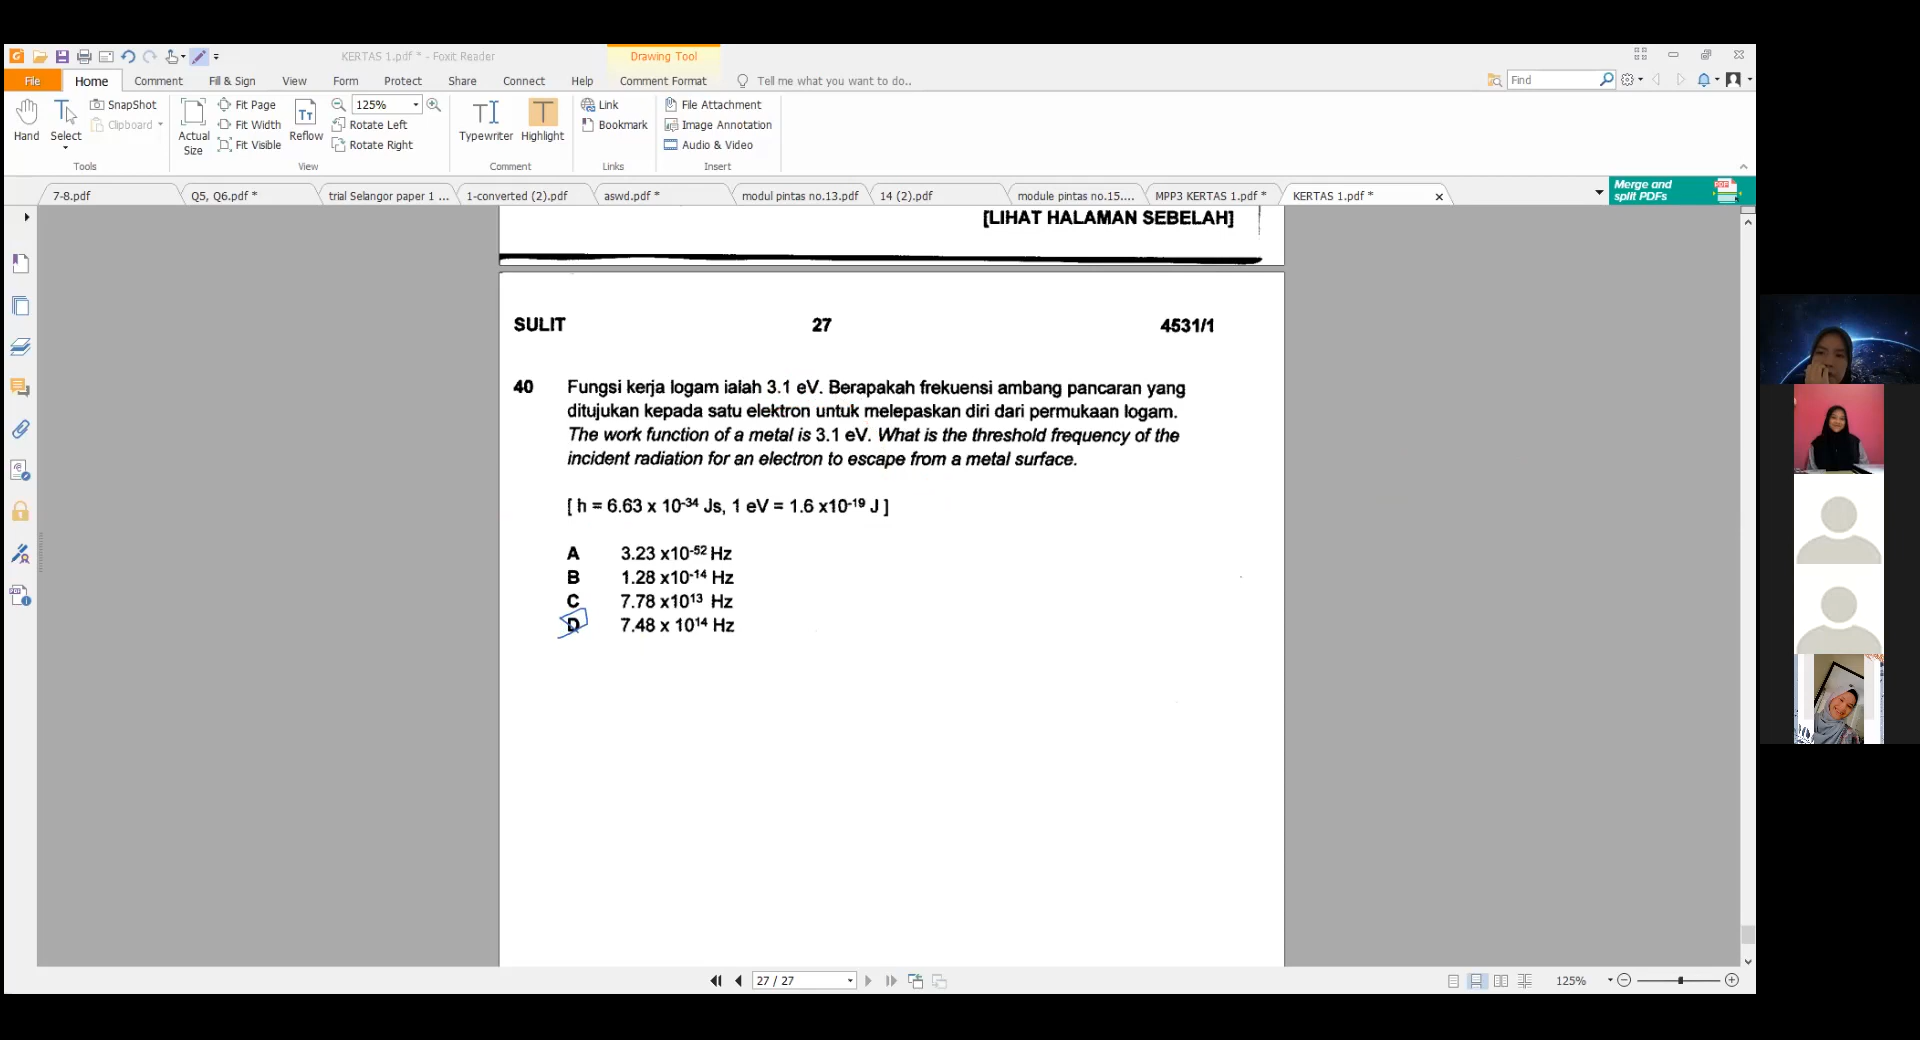 KERTAS 1.pdf * - Foxit Reader
Drawing Tool
File
Home
Comment
Fill & Sign
View
Form
Protect
Share
Connect
Help
Comment Format
Tell me what you want to do..
Find
Hand
Select
SnapShot
Clipboard
Tools
Actual Size
Fit Page
Fit Width
Fit Visible
Reflow
125%
Rotate Left
Rotate Right
View
Typewriter
Highlight
Comment
Link
Bookmark
Links
File Attachment
Image Annotation
Audio & Video
Insert
7-8.pdf
Q5, Q6.pdf *
trial Selangor paper 1 ...
1-converted (2).pdf
aswd.pdf *
modul pintas no.13.pdf
14 (2).pdf
module pintas no.15....
MPP3 KERTAS 1.pdf *
KERTAS 1.pdf *
Merge and
split PDFs
[LIHAT HALAMAN SEBELAH]
SULIT 27 4531/1
40 Fungsi kerja logam ialah 3.1 eV. Berapakah frekuensi ambang pancaran yang
ditujukan kepada satu elektron untuk melepaskan diri dari permukaan logam.
The work function of a metal is 3.1 eV. What is the threshold frequency of the
incident radiation for an electron to escape from a metal surface.
[ h = 6.63 x 10⁻³⁴ Js, 1 eV = 1.6 x10⁻¹⁹ J ]
A 3.23 x10⁻⁵² Hz
B 1.28 x10⁻¹⁴ Hz
C 7.78 x10¹³ Hz
D 7.48 x 10¹⁴ Hz
27 / 27
125%